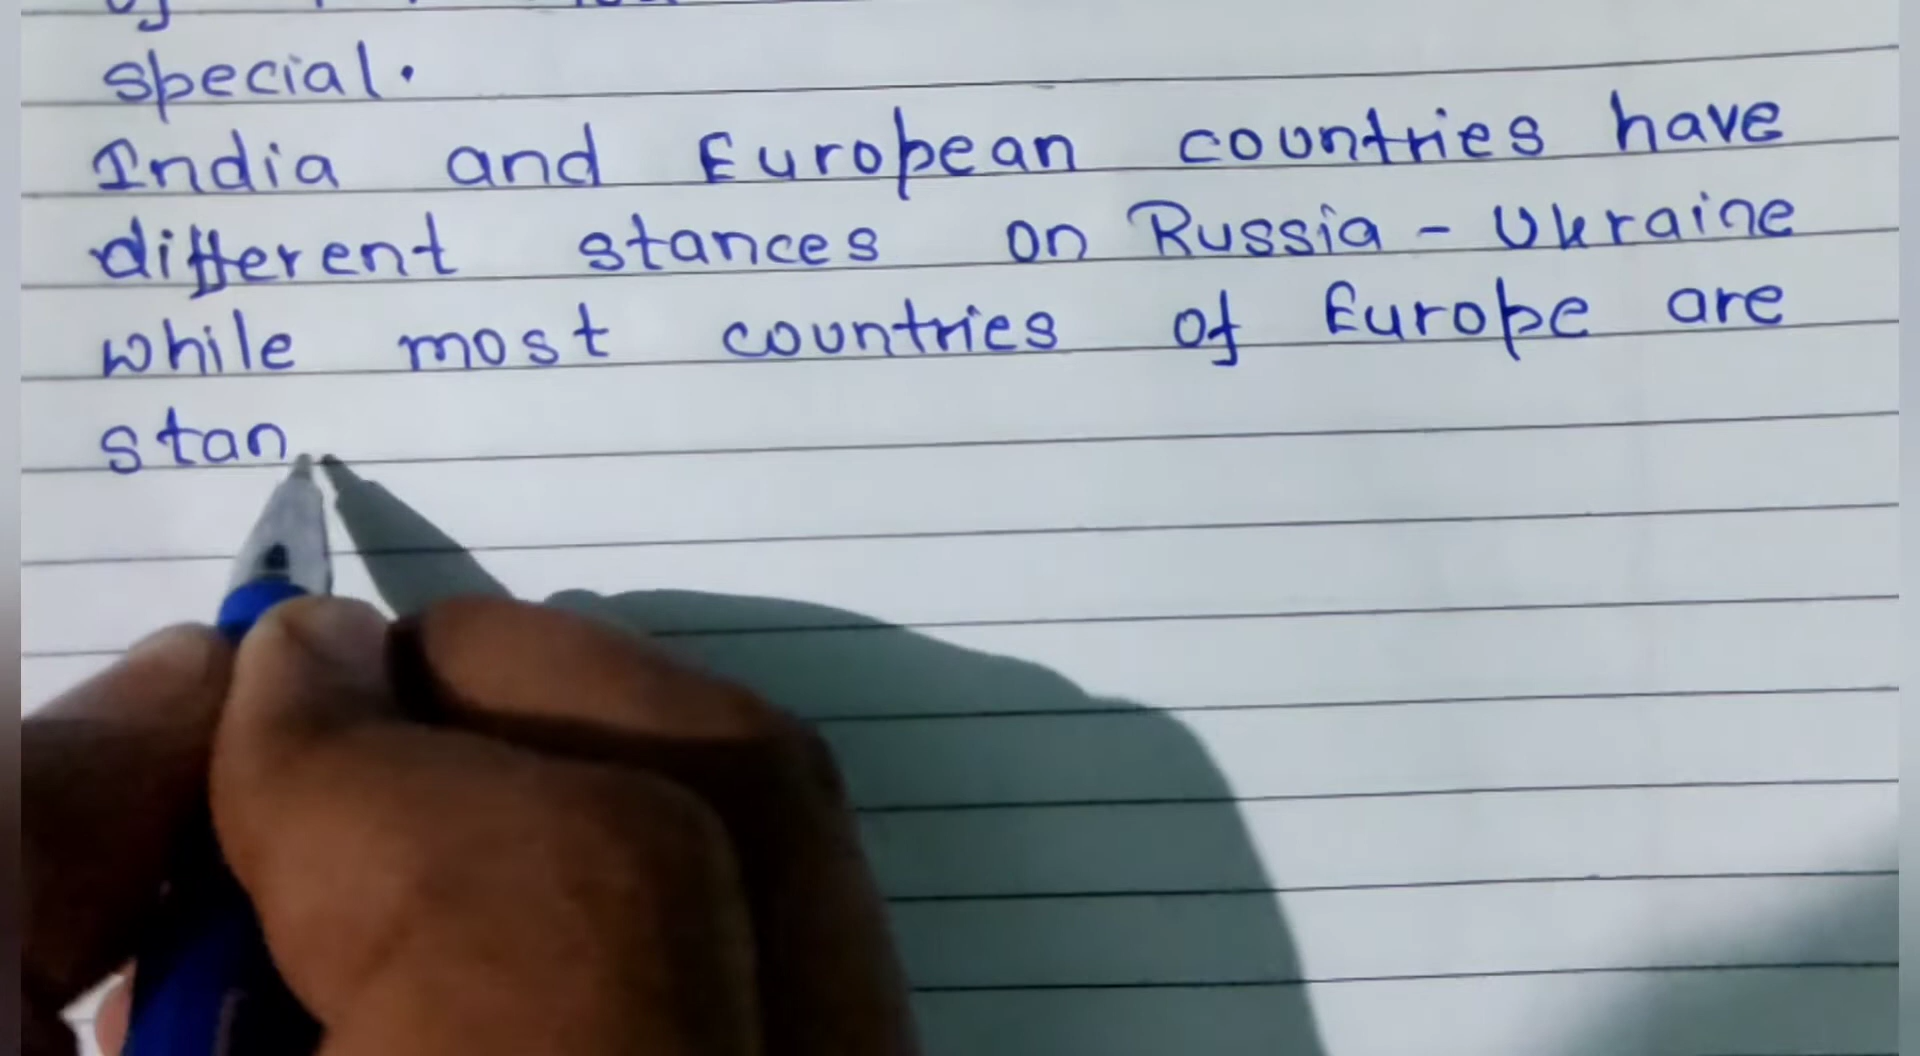 special.
India and European countries have
different stances on Russia - Ukraine
while most countries of Europe are
stan